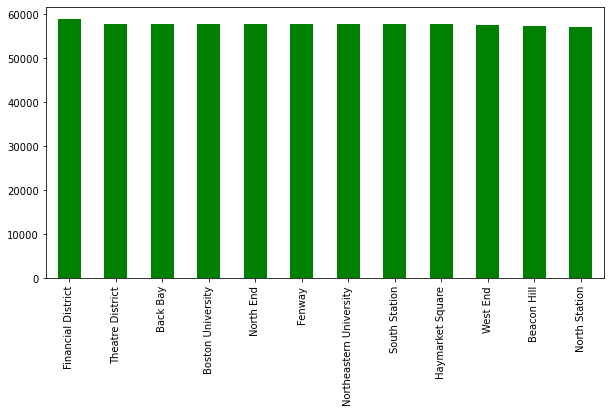 60000
50000
40000
30000
20000
10000
0
Financial District
Theatre District
Back Bay
Boston University
North End
Fenway
Northeastern University
South Station
Haymarket Square
West End
Beacon Hill
North Station